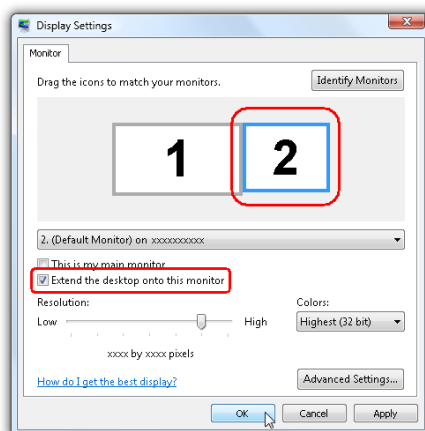 Display Settings
Monitor
Drag the icons to match your monitors.
Identify Monitors
1
2
2. (Default Monitor) on xxxxxxxxxx
This is my main monitor
Extend the desktop onto this monitor
Resolution:
Colors:
Low
High
Highest (32 bit)
xxxx by xxxx pixels
How do I get the best display?
Advanced Settings...
OK
Cancel
Apply